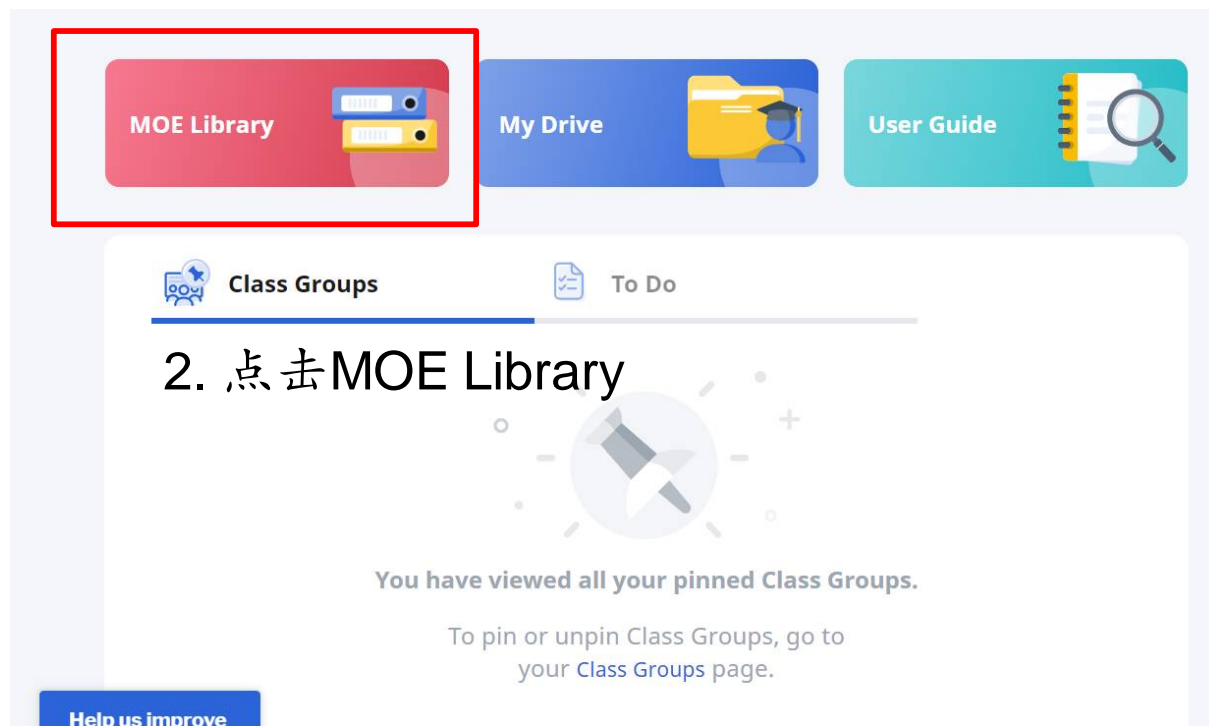 MOE Library
My Drive
User Guide
Class Groups
To Do
2. 点击MOE Library
You have viewed all your pinned Class Groups.
To pin or unpin Class Groups, go to
your Class Groups page.
Help us improve